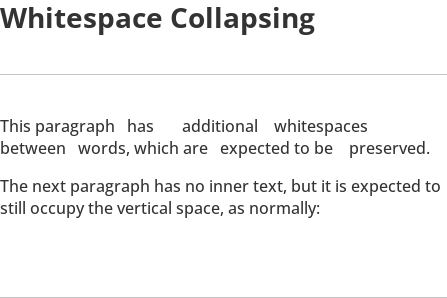 Whitespace Collapsing
This paragraph   has       additional    whitespaces
between   words, which are   expected to be    preserved.
The next paragraph has no inner text, but it is expected to
still occupy the vertical space, as normally: